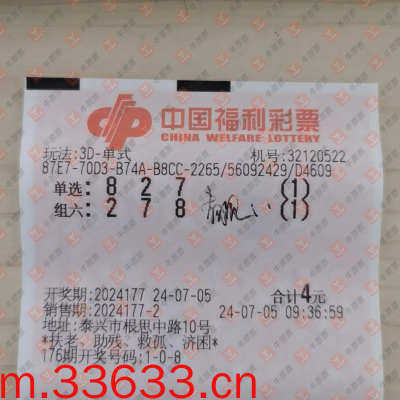 中国福利彩票
CHINA WELFARE LOTTERY
玩法:3D-单式 机号:32120522
87E7-70D3-B74A-B8CC-2265/56092429/D4609
单选: 8 2 7 {1}
组六: 2 7 8 {1}
开奖期:2024177 24-07-05 合计4元
销售期:2024177-2 24-07-05 09:36:59
地址:泰兴市根思中路10号
*扶老、助残、救孤、济困*
176期开奖号码:1-0-8
m.33633.cn